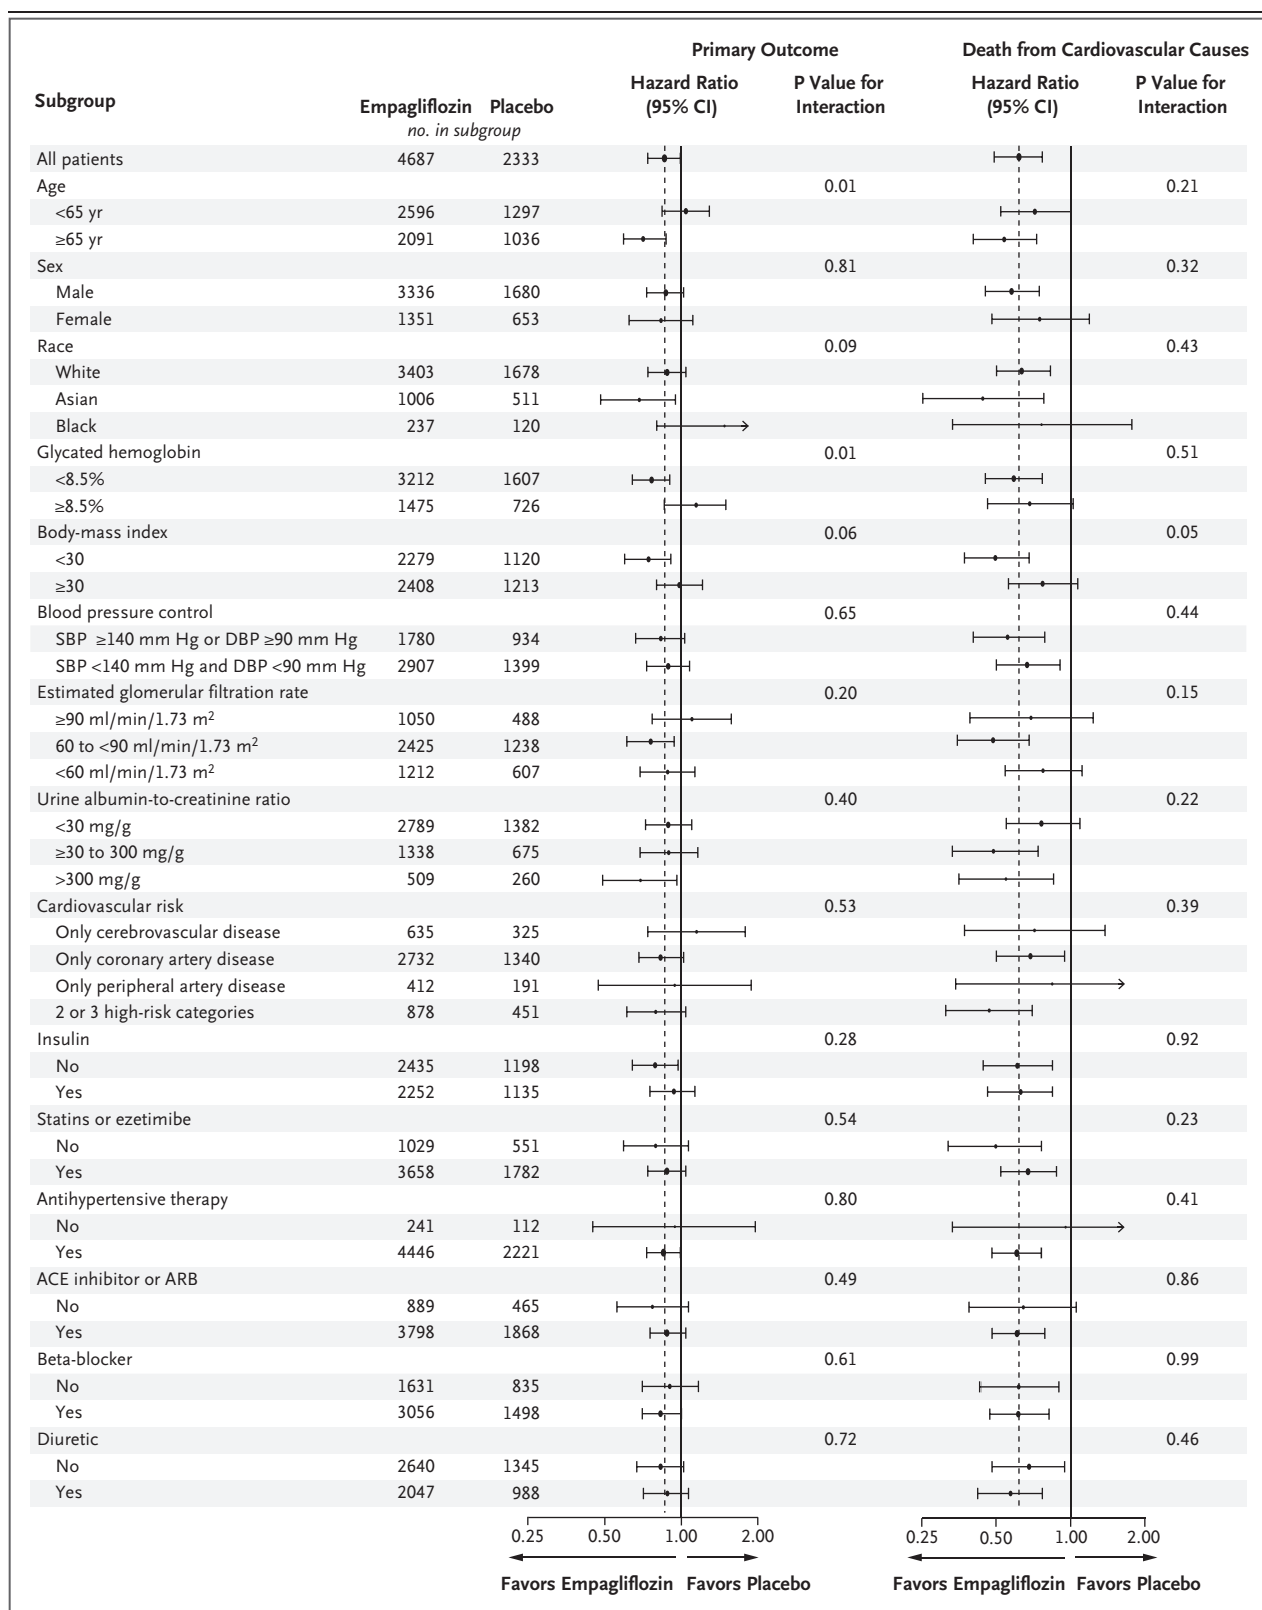 Primary Outcome Death from Cardiovascular Causes
Subgroup Empagliflozin Placebo Hazard Ratio (95% CI) P Value for Interaction Hazard Ratio (95% CI) P Value for Interaction
no. in subgroup
All patients 4687 2333
Age 0.01 0.21
<65 yr 2596 1297
≥65 yr 2091 1036
Sex 0.81 0.32
Male 3336 1680
Female 1351 653
Race 0.09 0.43
White 3403 1678
Asian 1006 511
Black 237 120
Glycated hemoglobin 0.01 0.51
<8.5% 3212 1607
≥8.5% 1475 726
Body-mass index 0.06 0.05
<30 2279 1120
≥30 2408 1213
Blood pressure control 0.65 0.44
SBP ≥140 mm Hg or DBP ≥90 mm Hg 1780 934
SBP <140 mm Hg and DBP <90 mm Hg 2907 1399
Estimated glomerular filtration rate 0.20 0.15
≥90 ml/min/1.73 m² 1050 488
60 to <90 ml/min/1.73 m² 2425 1238
<60 ml/min/1.73 m² 1212 607
Urine albumin-to-creatinine ratio 0.40 0.22
<30 mg/g 2789 1382
≥30 to 300 mg/g 1338 675
>300 mg/g 509 260
Cardiovascular risk 0.53 0.39
Only cerebrovascular disease 635 325
Only coronary artery disease 2732 1340
Only peripheral artery disease 412 191
2 or 3 high-risk categories 878 451
Insulin 0.28 0.92
No 2435 1198
Yes 2252 1135
Statins or ezetimibe 0.54 0.23
No 1029 551
Yes 3658 1782
Antihypertensive therapy 0.80 0.41
No 241 112
Yes 4446 2221
ACE inhibitor or ARB 0.49 0.86
No 889 465
Yes 3798 1868
Beta-blocker 0.61 0.99
No 1631 835
Yes 3056 1498
Diuretic 0.72 0.46
No 2640 1345
Yes 2047 988
0.25 0.50 1.00 2.00 0.25 0.50 1.00 2.00
Favors Empagliflozin Favors Placebo Favors Empagliflozin Favors Placebo